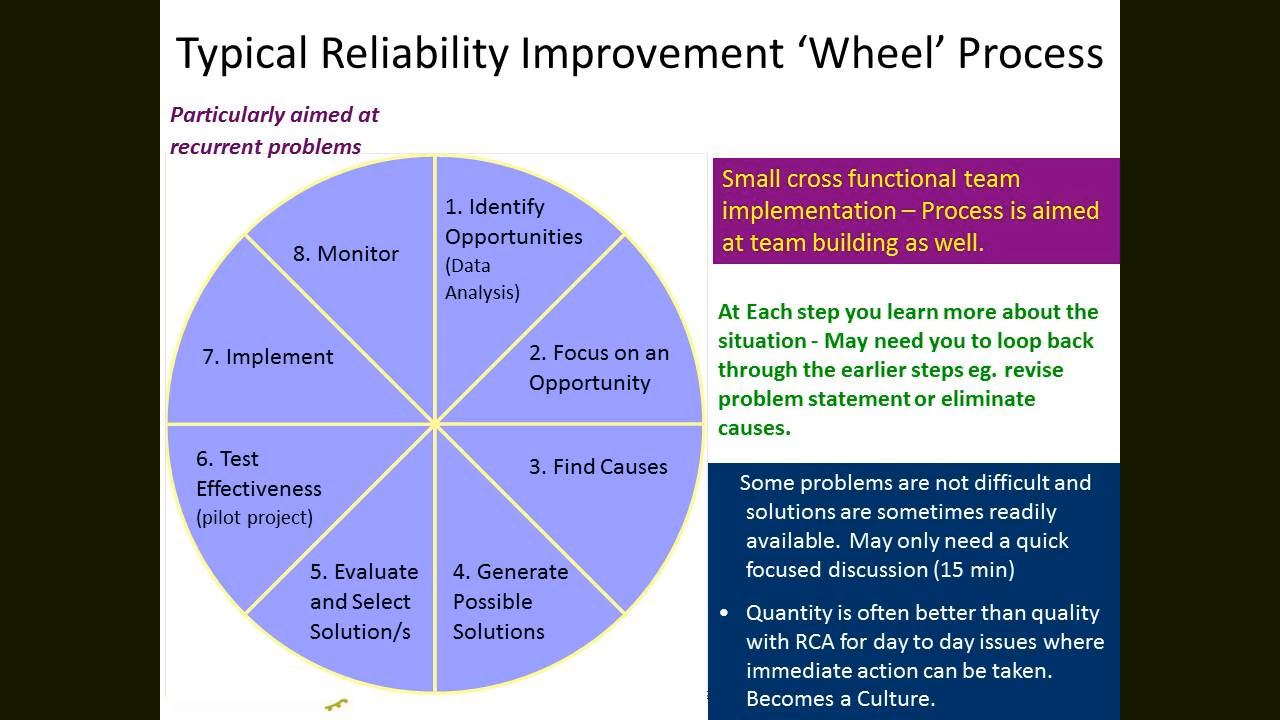 Typical Reliability Improvement ‘Wheel’ Process
Particularly aimed at
recurrent problems
1. Identify
Opportunities
(Data
Analysis)
2. Focus on an
Opportunity
3. Find Causes
4. Generate
Possible
Solutions
5. Evaluate
and Select
Solution/s
6. Test
Effectiveness
(pilot project)
7. Implement
8. Monitor
Small cross functional team
implementation – Process is aimed
at team building as well.
At Each step you learn more about the
situation - May need you to loop back
through the earlier steps eg. revise
problem statement or eliminate
causes.
Some problems are not difficult and
solutions are sometimes readily
available. May only need a quick
focused discussion (15 min)
• Quantity is often better than quality
with RCA for day to day issues where
immediate action can be taken.
Becomes a Culture.